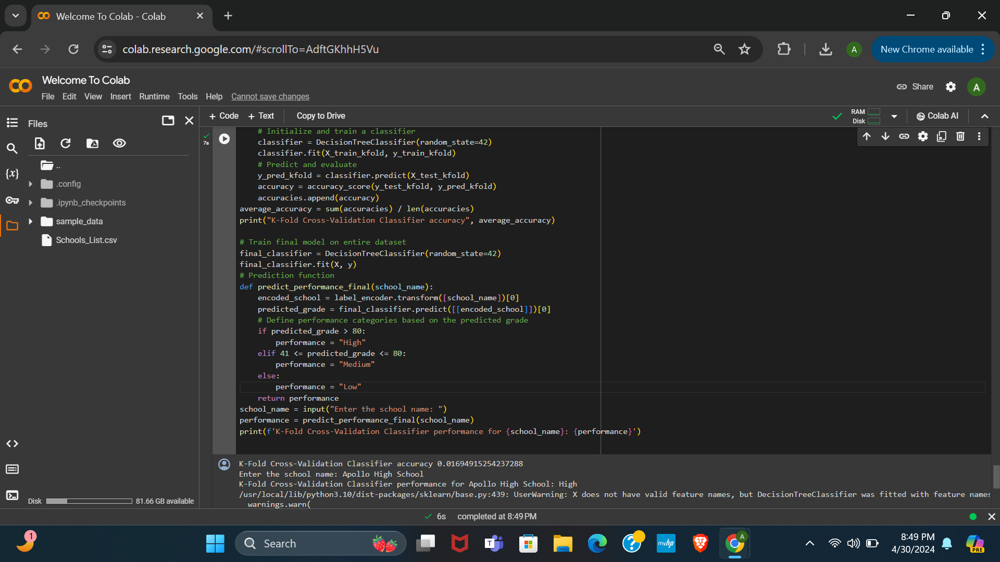 Welcome To Colab - Colab
colab.research.google.com/#scrollTo=AdftGKhhH5Vu
A
New Chrome available
Welcome To Colab
File Edit View Insert Runtime Tools Help Cannot save changes
Share
A
Files
+ Code + Text Copy to Drive
RAM
Disk
Colab AI
{x}
..
.config
.ipynb_checkpoints
sample_data
Schools_List.csv
Disk 81.66 GB available
7s
# Initialize and train a classifier
classifier = DecisionTreeClassifier(random_state=42)
classifier.fit(X_train_kfold, y_train_kfold)
# Predict and evaluate
y_pred_kfold = classifier.predict(X_test_kfold)
accuracy = accuracy_score(y_test_kfold, y_pred_kfold)
accuracies.append(accuracy)
average_accuracy = sum(accuracies) / len(accuracies)
print("K-Fold Cross-Validation Classifier accuracy", average_accuracy)
# Train final model on entire dataset
final_classifier = DecisionTreeClassifier(random_state=42)
final_classifier.fit(X, y)
# Prediction function
def predict_performance_final(school_name):
encoded_school = label_encoder.transform([school_name])[0]
predicted_grade = final_classifier.predict([[encoded_school]])[0]
# Define performance categories based on the predicted grade
if predicted_grade > 80:
performance = "High"
elif 41 <= predicted_grade <= 80:
performance = "Medium"
else:
performance = "Low"
return performance
school_name = input("Enter the school name: ")
performance = predict_performance_final(school_name)
print(f'K-Fold Cross-Validation Classifier performance for {school_name}: {performance}')
K-Fold Cross-Validation Classifier accuracy 0.01694915254237288
Enter the school name: Apollo High School
K-Fold Cross-Validation Classifier performance for Apollo High School: High
/usr/local/lib/python3.10/dist-packages/sklearn/base.py:439: UserWarning: X does not have valid feature names, but DecisionTreeClassifier was fitted with feature names
warnings.warn(
6s completed at 8:49 PM
1
Search
T
?
myhp
A
8:49 PM
4/30/2024
PRE